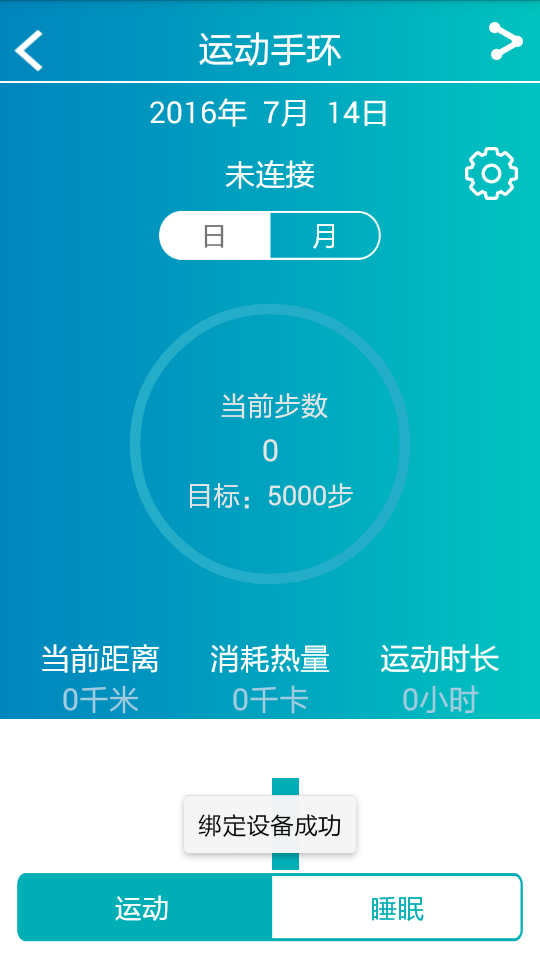 运动手环
2016年 7月 14日
未连接
日 月
当前步数
0
目标：5000步
当前距离 消耗热量 运动时长
0千米 0千卡 0小时
绑定设备成功
运动 睡眠